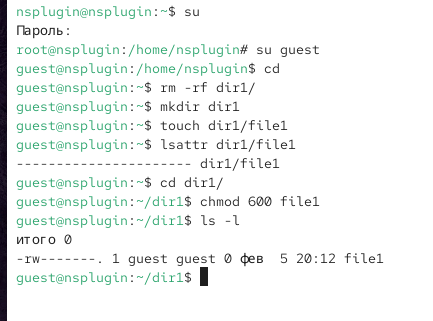 nsplugin@nsplugin:~$ su
Пароль:
root@nsplugin:/home/nsplugin# su guest
guest@nsplugin:/home/nsplugin$ cd
guest@nsplugin:~$ rm -rf dir1/
guest@nsplugin:~$ mkdir dir1
guest@nsplugin:~$ touch dir1/file1
guest@nsplugin:~$ lsattr dir1/file1
---------------------- dir1/file1
guest@nsplugin:~$ cd dir1/
guest@nsplugin:~/dir1$ chmod 600 file1
guest@nsplugin:~/dir1$ ls -l
итого 0
-rw-------. 1 guest guest 0 фев  5 20:12 file1
guest@nsplugin:~/dir1$